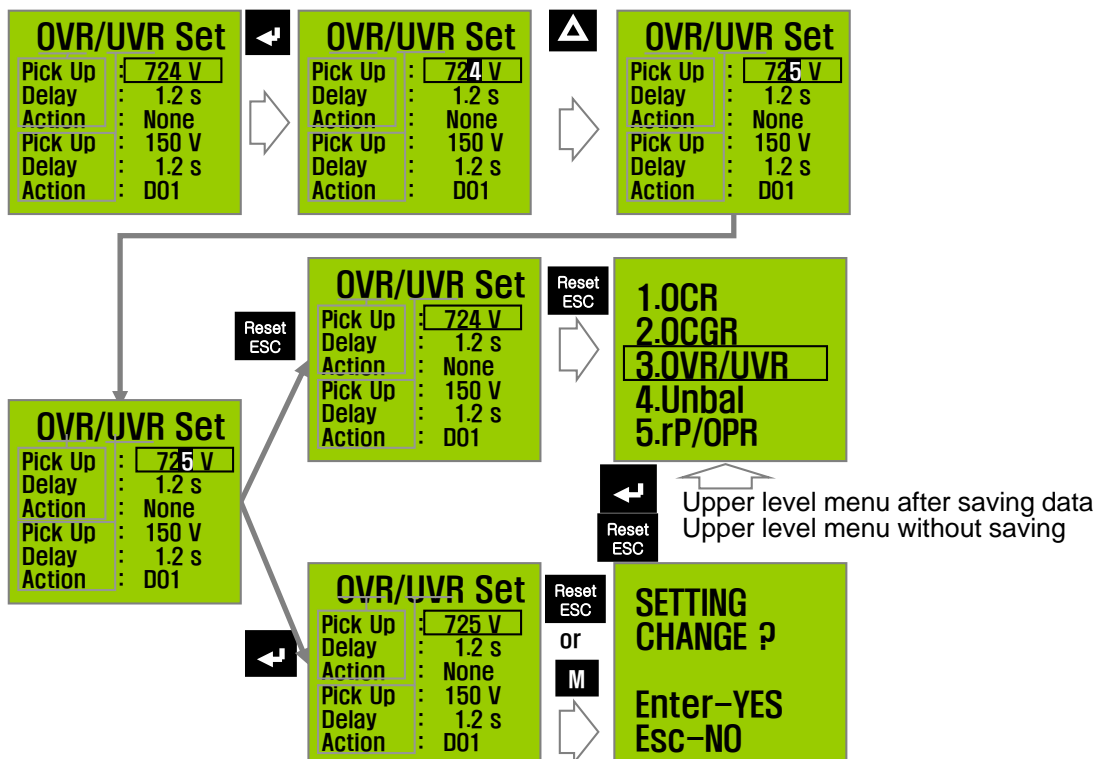 OVR/UVR Set
Pick Up : 724 V
Delay : 1.2 s
Action : None
Pick Up : 150 V
Delay : 1.2 s
Action : DO1
OVR/UVR Set
Pick Up : 724 V
Delay : 1.2 s
Action : None
Pick Up : 150 V
Delay : 1.2 s
Action : DO1
OVR/UVR Set
Pick Up : 725 V
Delay : 1.2 s
Action : None
Pick Up : 150 V
Delay : 1.2 s
Action : DO1
OVR/UVR Set
Pick Up : 725 V
Delay : 1.2 s
Action : None
Pick Up : 150 V
Delay : 1.2 s
Action : DO1
Reset
ESC
OVR/UVR Set
Pick Up : 724 V
Delay : 1.2 s
Action : None
Pick Up : 150 V
Delay : 1.2 s
Action : DO1
Reset
ESC
1.OCR
2.OCGR
3.OVR/UVR
4.Unbal
5.rP/OPR
Upper level menu after saving data
Reset
ESC
Upper level menu without saving
OVR/UVR Set
Pick Up : 725 V
Delay : 1.2 s
Action : None
Pick Up : 150 V
Delay : 1.2 s
Action : DO1
Reset
ESC
or
M
SETTING
CHANGE ?
Enter-YES
Esc-NO